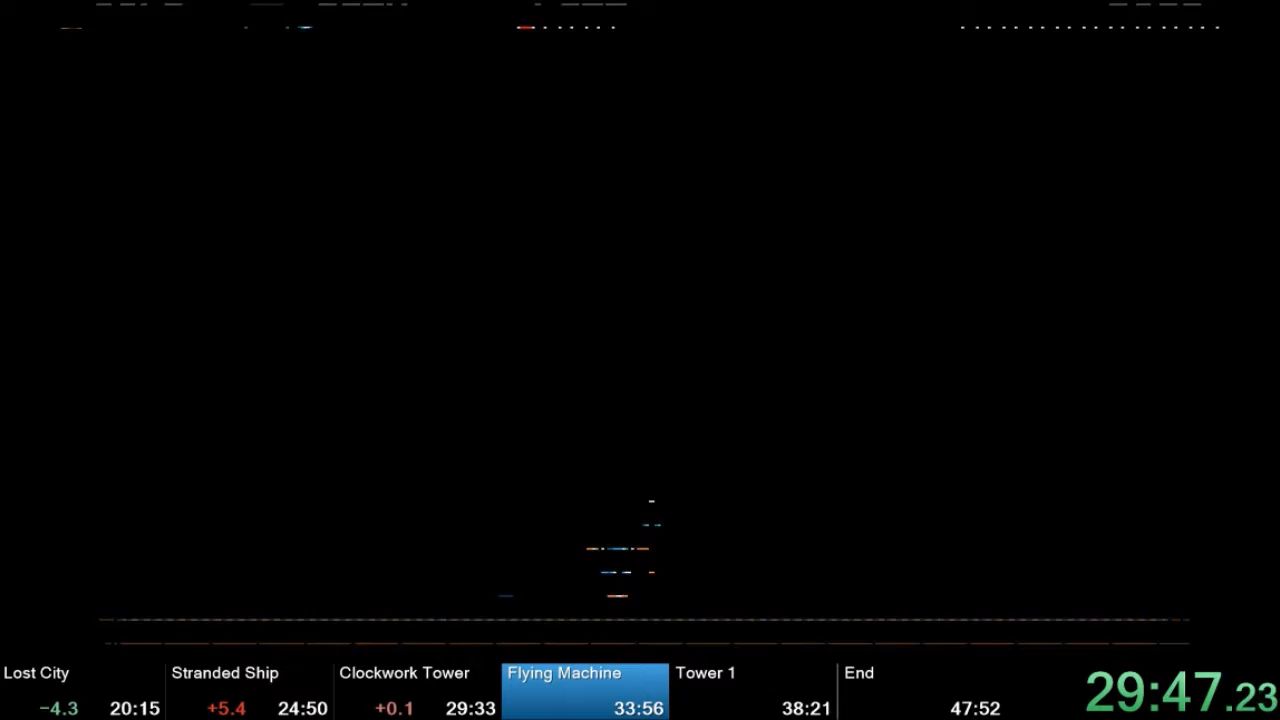 Lost City
−4.3 20:15
Stranded Ship
+5.4 24:50
Clockwork Tower
+0.1 29:33
Flying Machine
33:56
Tower 1
38:21
End
47:52
29:47.23